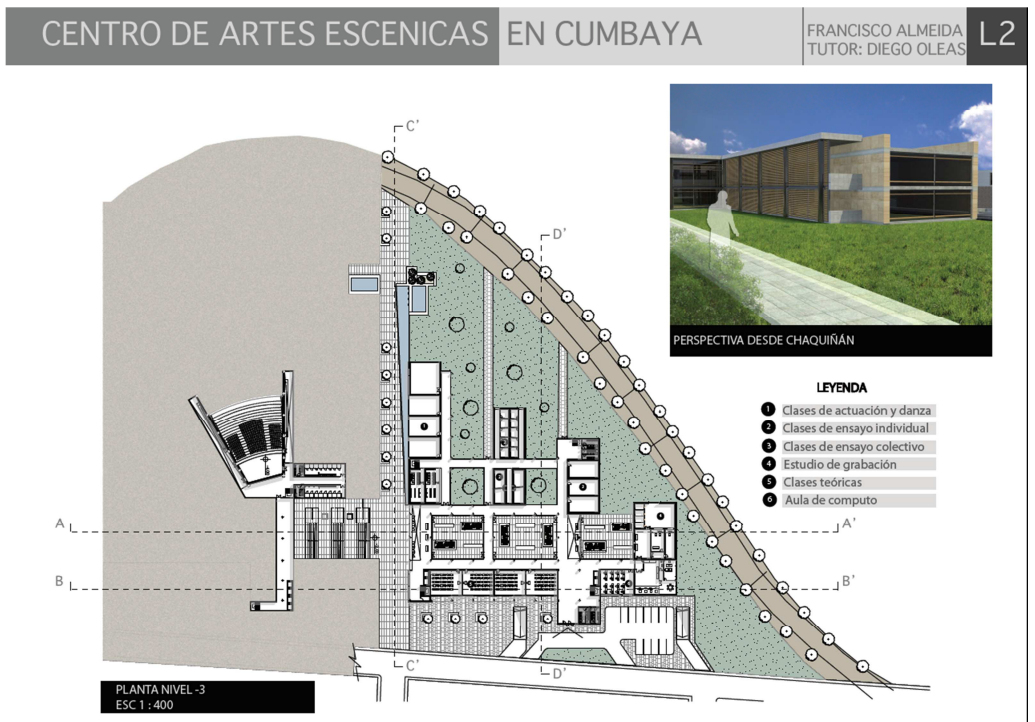 CENTRO DE ARTES ESCENICAS EN CUMBAYA
FRANCISCO ALMEIDA
TUTOR: DIEGO OLEAS
L2
C'
D'
PERSPECTIVA DESDE CHAQUIÑÁN
LEYENDA
1 Clases de actuación y danza
2 Clases de ensayo individual
3 Clases de ensayo colectivo
4 Estudio de grabación
5 Clases teóricas
6 Aula de computo
A
A'
B
B'
C'
D'
PLANTA NIVEL -3
ESC 1 : 400